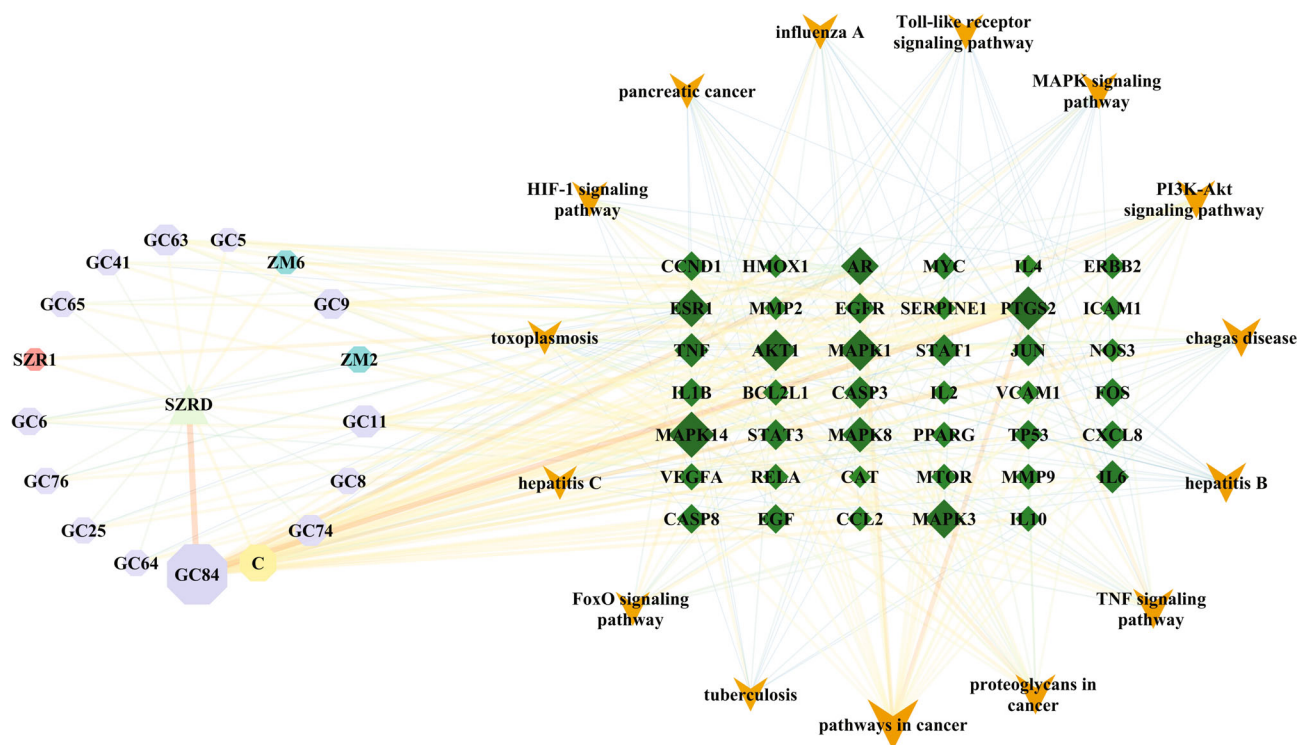 influenza A
Toll-like receptor
signaling pathway
pancreatic cancer
MAPK signaling
pathway
HIF-1 signaling
pathway
PI3K-Akt
signaling pathway
GC63
GC5
GC41
ZM6
GC65
GC9
SZR1
ZM2
SZRD
GC6
GC11
GC76
GC8
GC25
GC74
GC64
GC84
C
CCND1
HMOX1
AR
MYC
IL4
ERBB2
ESR1
MMP2
EGFR
SERPINE1
PTGS2
ICAM1
toxoplasmosis
chagas disease
TNF
AKT1
MAPK1
STAT1
JUN
NOS3
IL1B
BCL2L1
CASP3
IL2
VCAM1
FOS
MAPK14
STAT3
MAPK8
PPARG
TP53
CXCL8
hepatitis C
VEGFA
RELA
CAT
MTOR
MMP9
IL6
hepatitis B
CASP8
EGF
CCL2
MAPK3
IL10
FoxO signaling
pathway
TNF signaling
pathway
tuberculosis
pathways in cancer
proteoglycans in
cancer